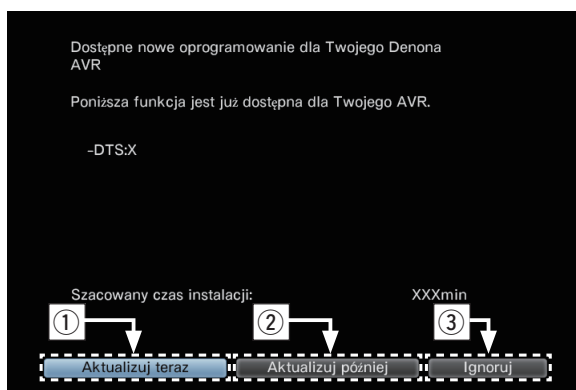 Dostępne nowe oprogramowanie dla Twojego Denona
AVR
Poniższa funkcja jest już dostępna dla Twojego AVR.
-DTS:X
Szacowany czas instalacji: XXXmin
1 2 3
Aktualizuj teraz Aktualizuj później Ignoruj